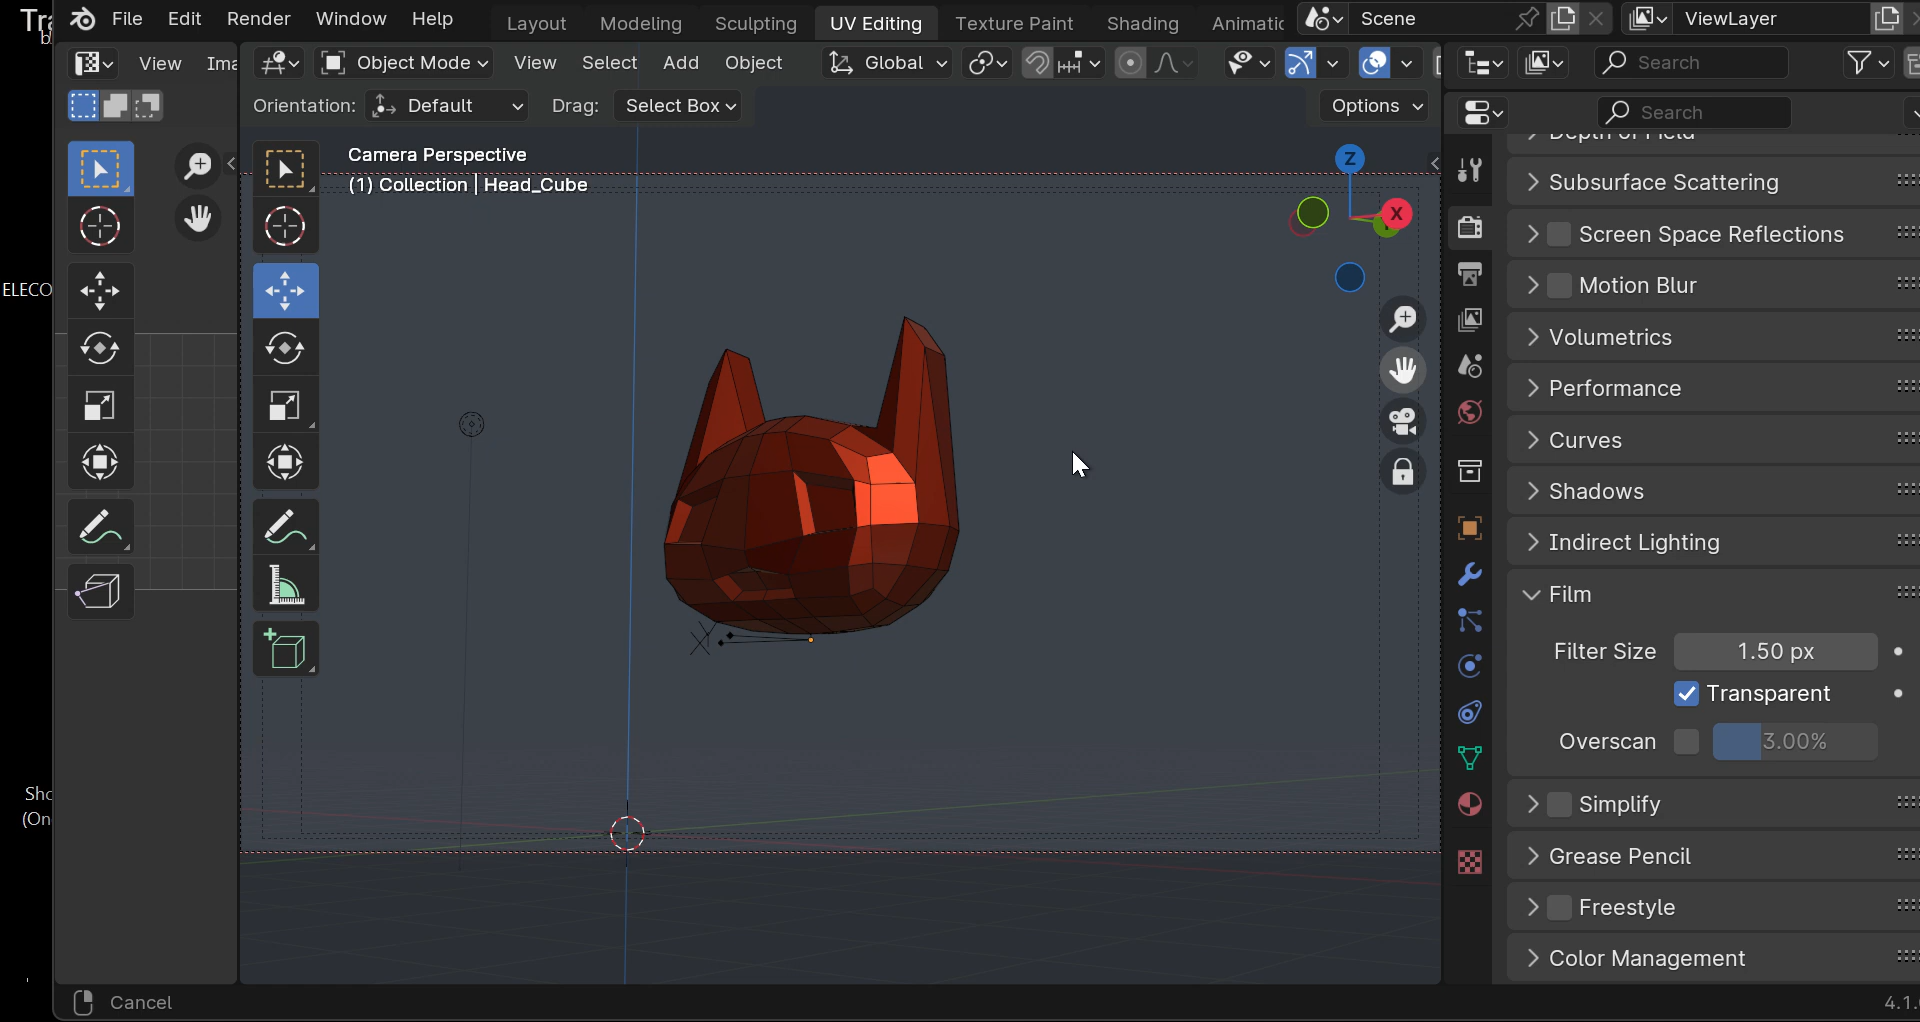 File Edit Render Window Help Layout Modeling Sculpting UV Editing Texture Paint Shading Scene ViewLayer
View
Object Mode View Select Add Object Global Search
Orientation: Default Drag: Select Box Options Search
Camera Perspective
(1) Collection | Head_Cube
Z
X
Subsurface Scattering
Screen Space Reflections
Motion Blur
Volumetrics
Performance
Curves
Shadows
Indirect Lighting
Film
Filter Size 1.50 px
Transparent
Overscan 3.00%
Simplify
Grease Pencil
Freestyle
Color Management
Cancel